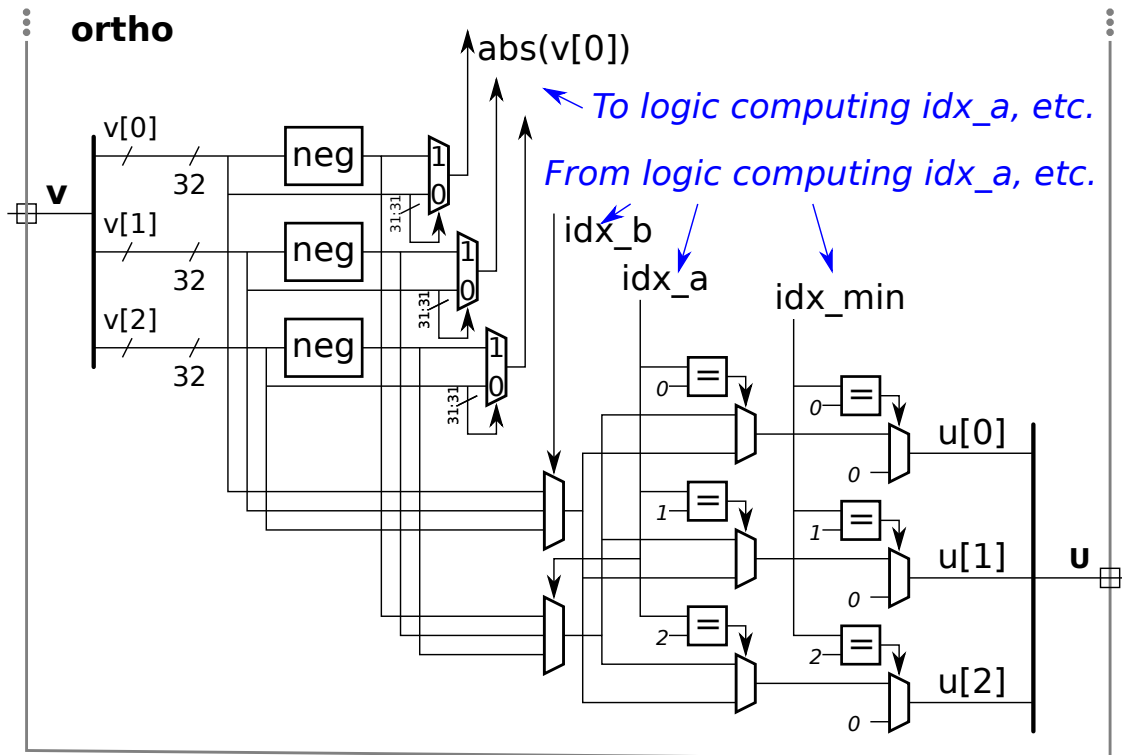 ortho
abs(v[0])
To logic computing idx_a, etc.
v[0]
neg
1
32
From logic computing idx_a, etc.
v
0
31:31
v[1]
idx_b
neg
1
32
idx_a
0
31:31
idx_min
v[2]
neg
1
32
0
=
0
31:31
=
0
u[0]
0
=
1
=
1
u[1]
U
0
=
2
=
2
u[2]
0